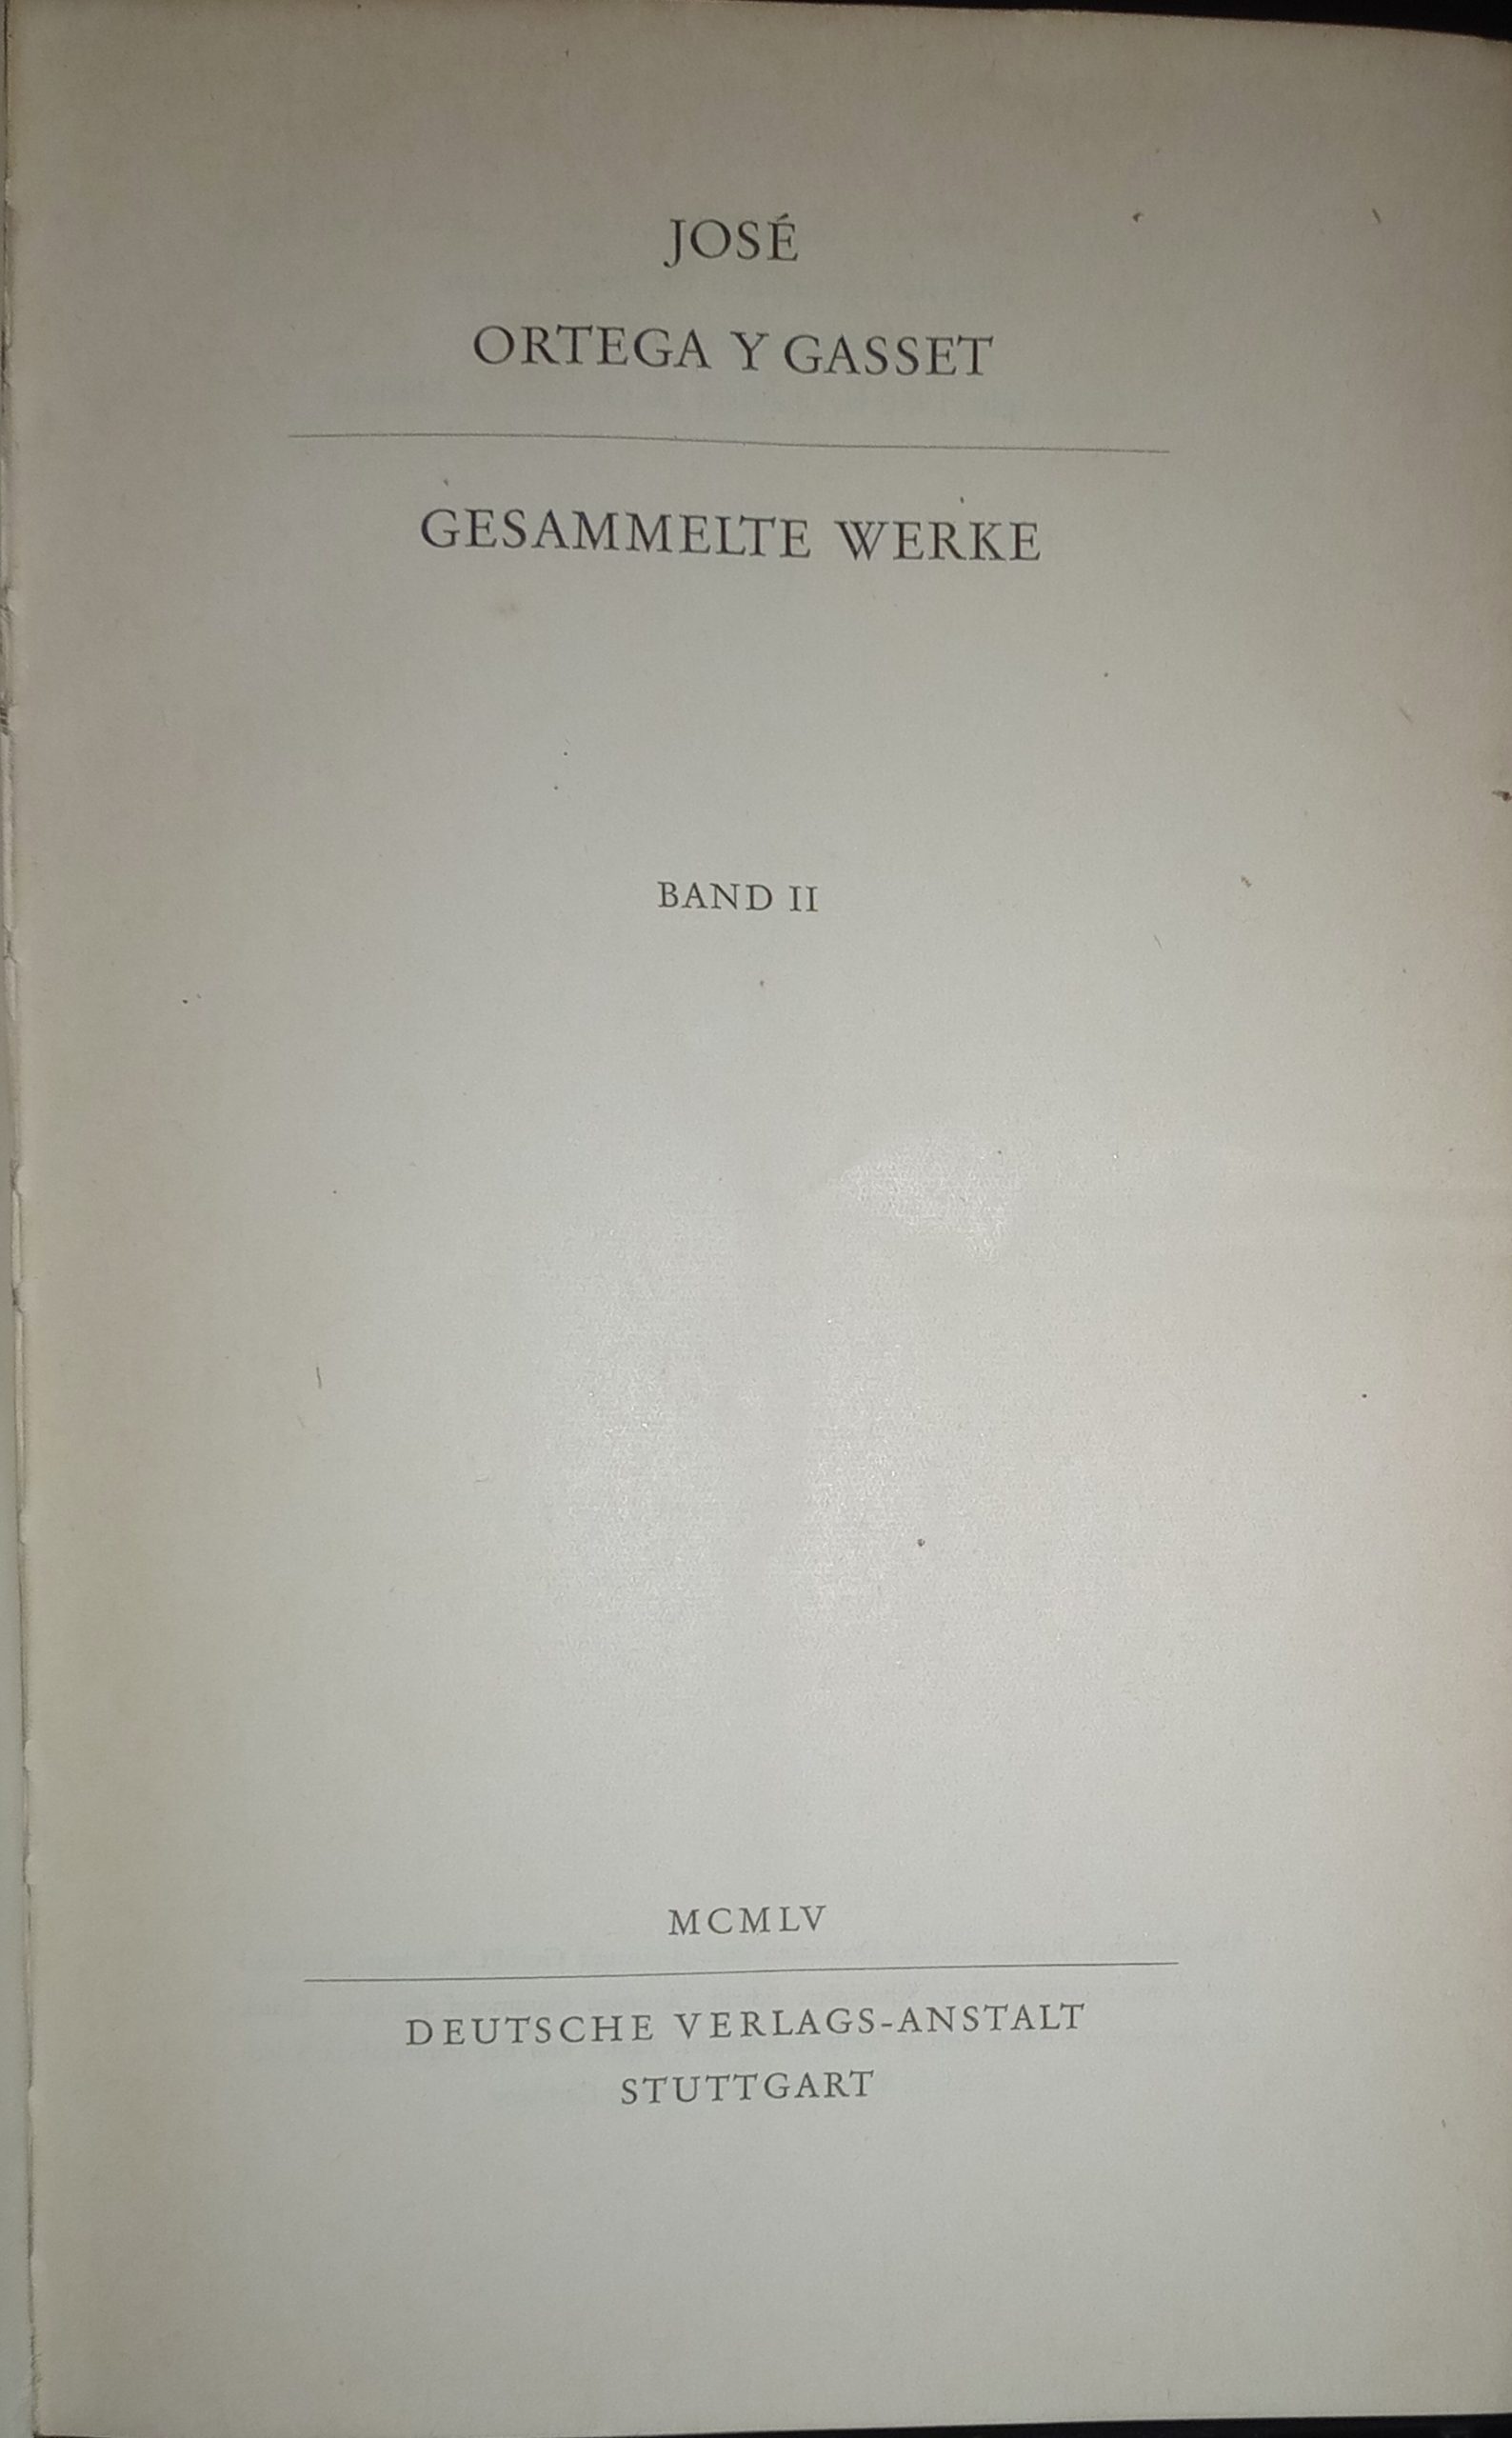 JOSÉ
ORTEGA Y GASSET
GESAMMELTE WERKE
BAND II
MCMLV
DEUTSCHE VERLAGS-ANSTALT
STUTTGART